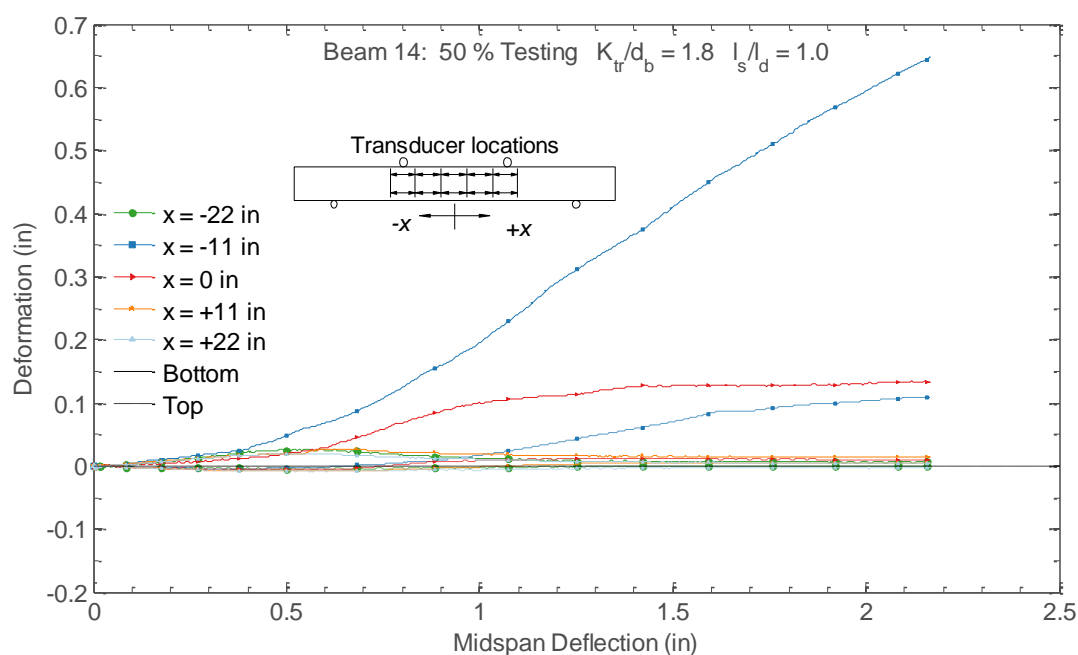 Beam 14: 50 % Testing K_tr/d_b = 1.8 l_s/l_d = 1.0
Transducer locations
-x
+x
x = -22 in
x = -11 in
x = 0 in
x = +11 in
x = +22 in
Bottom
Top
Deformation (in)
0.7
0.6
0.5
0.4
0.3
0.2
0.1
0
-0.1
-0.2
0 0.5 1 1.5 2 2.5
Midspan Deflection (in)